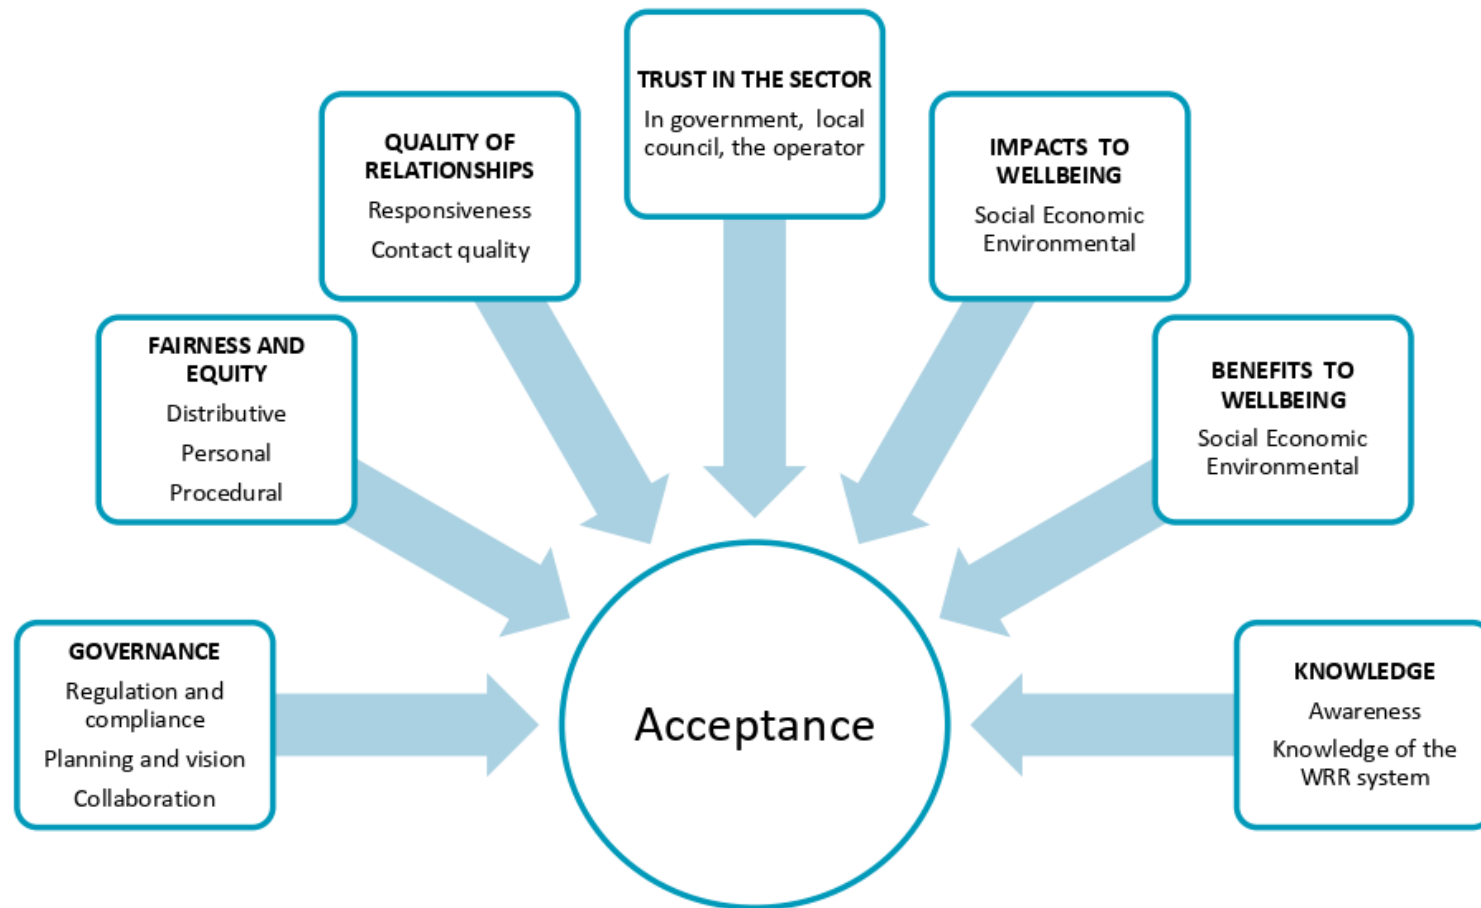 TRUST IN THE SECTOR
In government, local
council, the operator
QUALITY OF
RELATIONSHIPS
Responsiveness
Contact quality
IMPACTS TO
WELLBEING
Social Economic
Environmental
FAIRNESS AND
EQUITY
Distributive
Personal
Procedural
BENEFITS TO
WELLBEING
Social Economic
Environmental
GOVERNANCE
Regulation and
compliance
Planning and vision
Collaboration
Acceptance
KNOWLEDGE
Awareness
Knowledge of the
WRR system